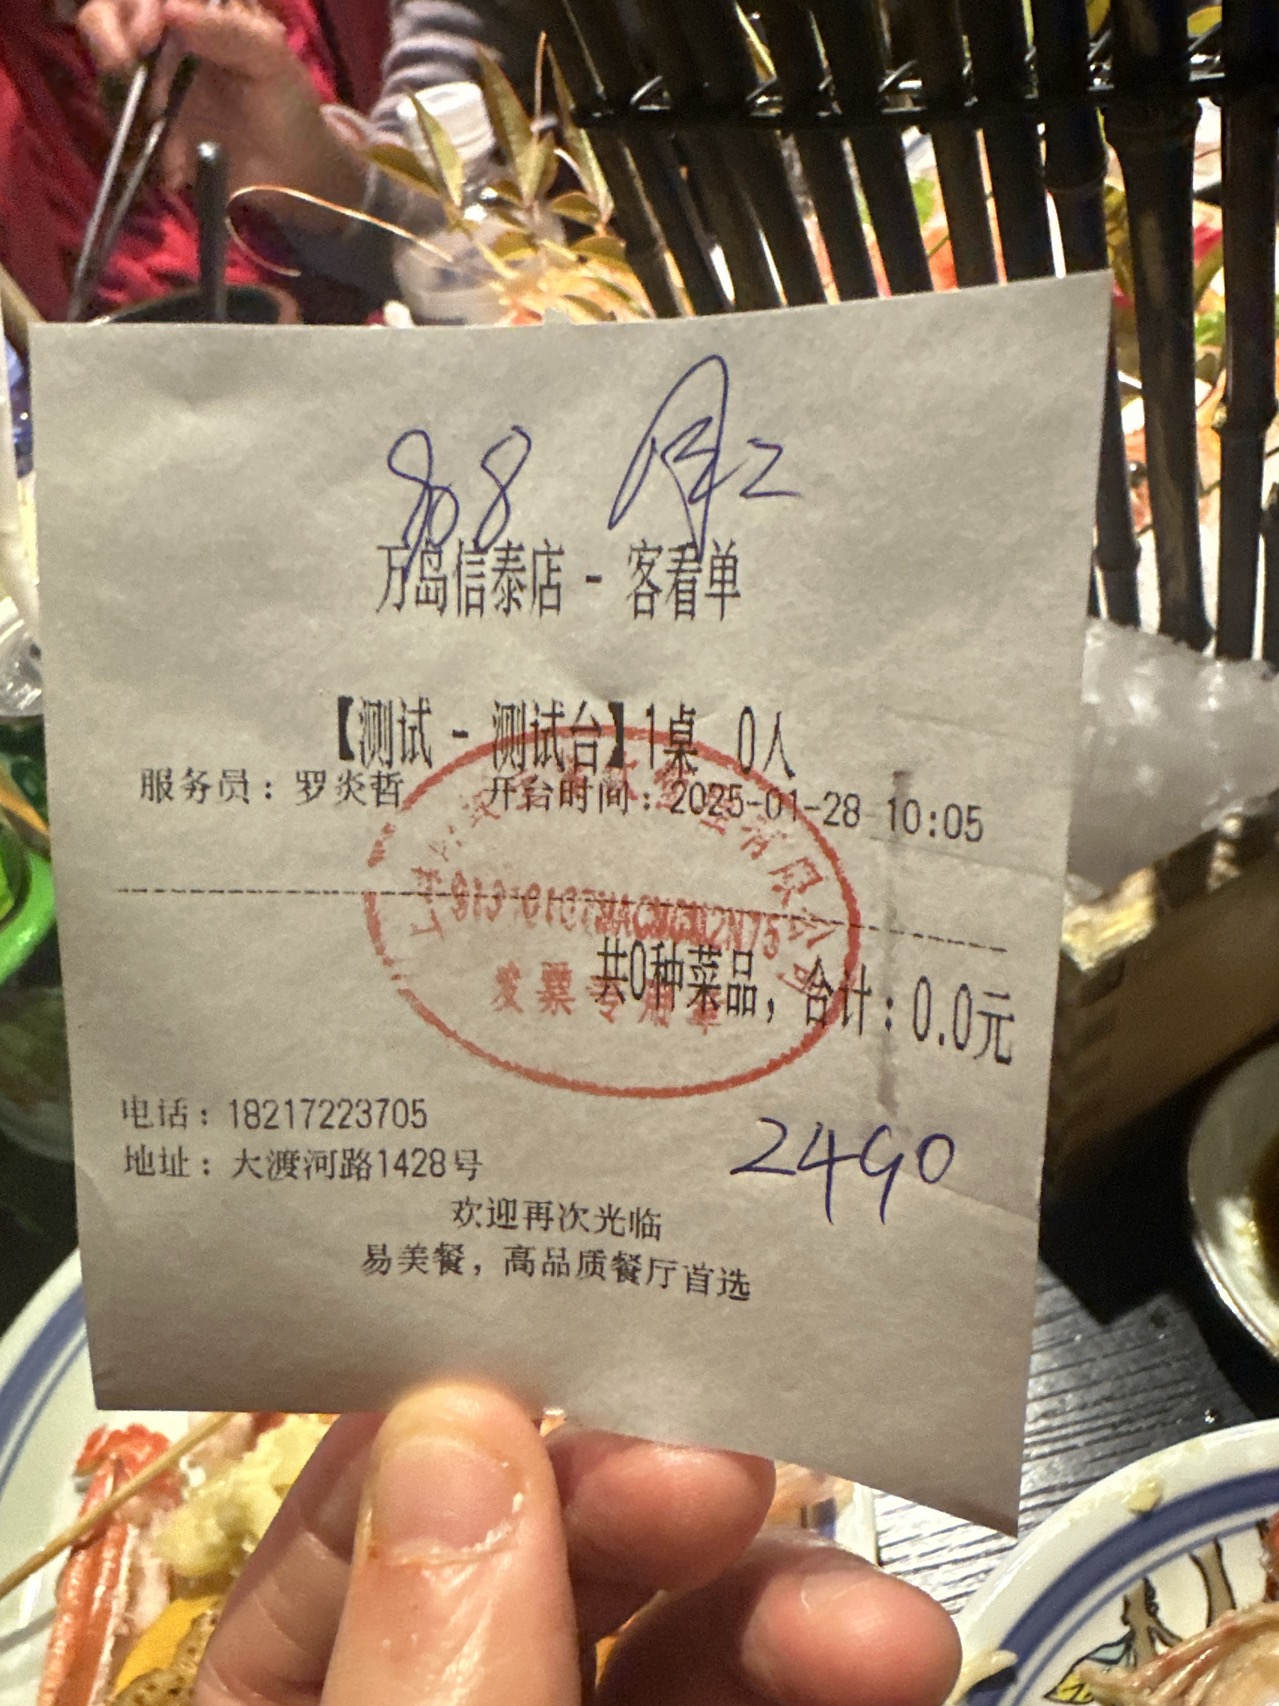 808 月2
万岛信泰店 - 客看单
【测试 - 测试台】1桌 0人
服务员：罗炎哲 开台时间：2025-01-28 10:05
共0种菜品，合计：0.0元
发票专用章
电话：18217223705
地址：大渡河路1428号
2490
欢迎再次光临
易美餐，高品质餐厅首选